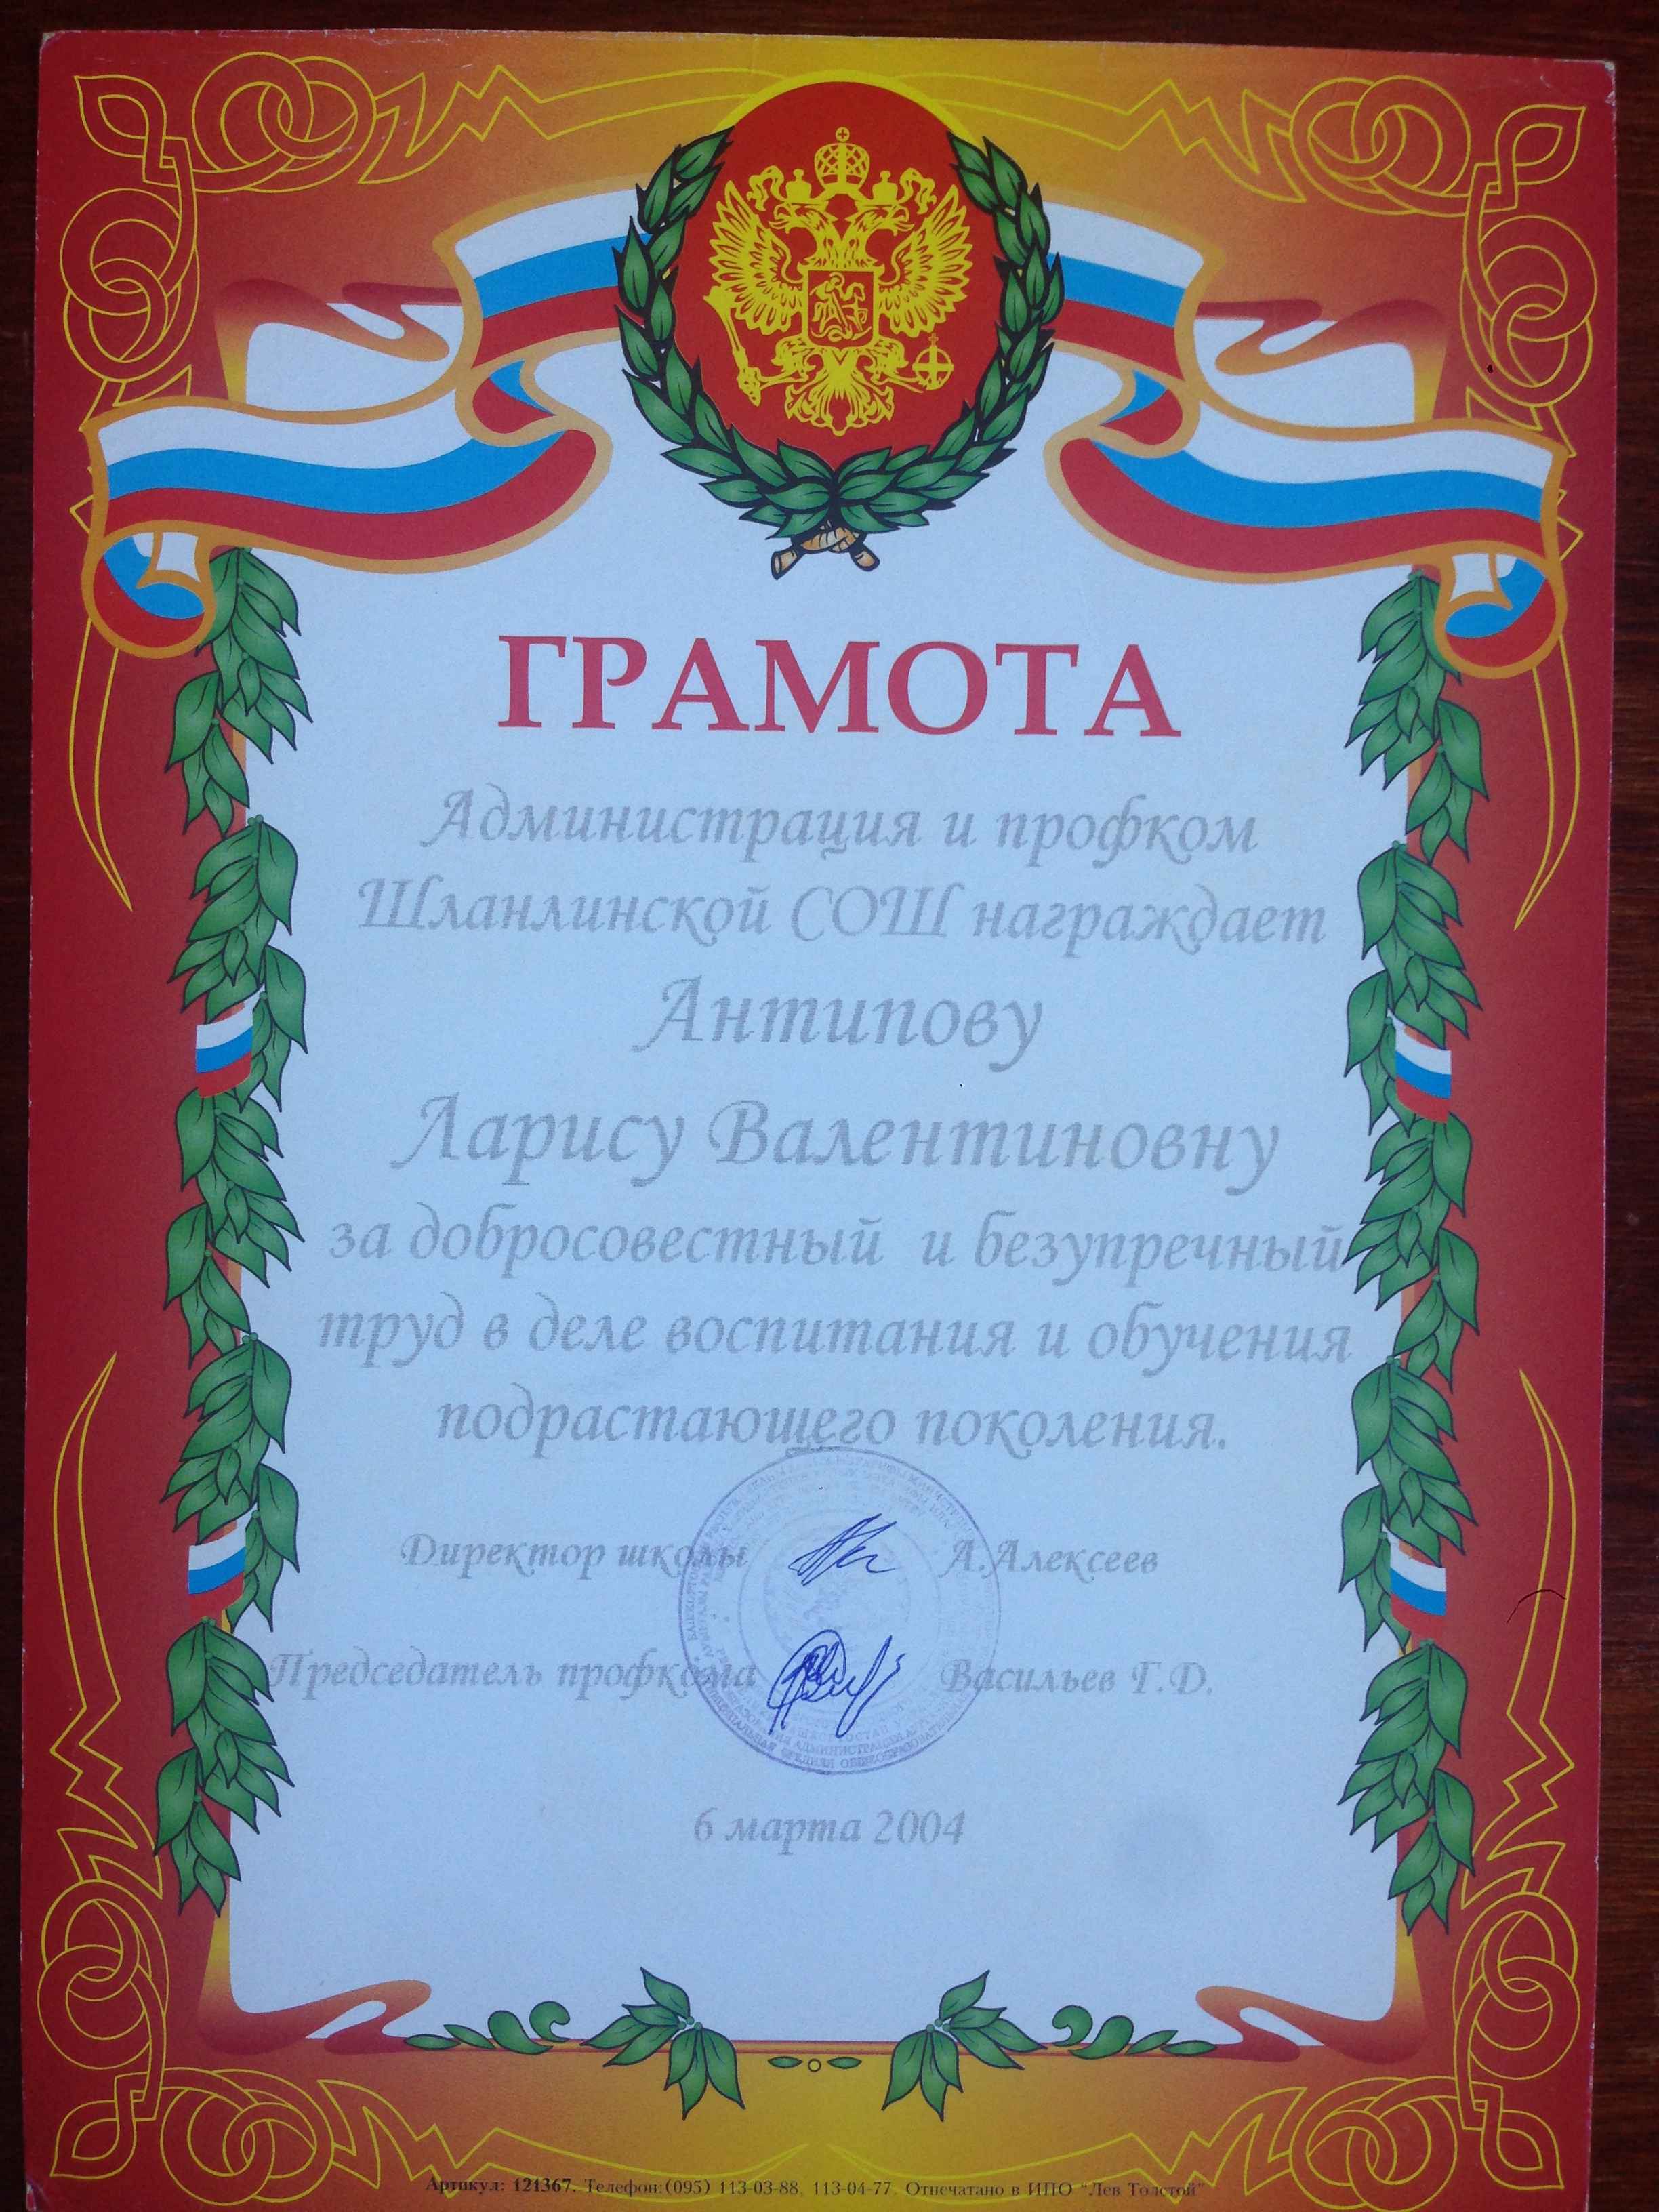 ГРАМОТА
Администрация и профком
Шланлинской СОШ награждает
Антипову
Ларису Валентиновну
за добросовестный и безупречный
труд в деле воспитания и обучения
подрастающего поколения.
Директор школы А.Алексеев
Председатель профкома Васильев Г.Д.
6 марта 2004
Артикул: 121367. Телефон:(095) 113-03-88, 113-04-77. Отпечатано в ИПО "Лев Толстой"